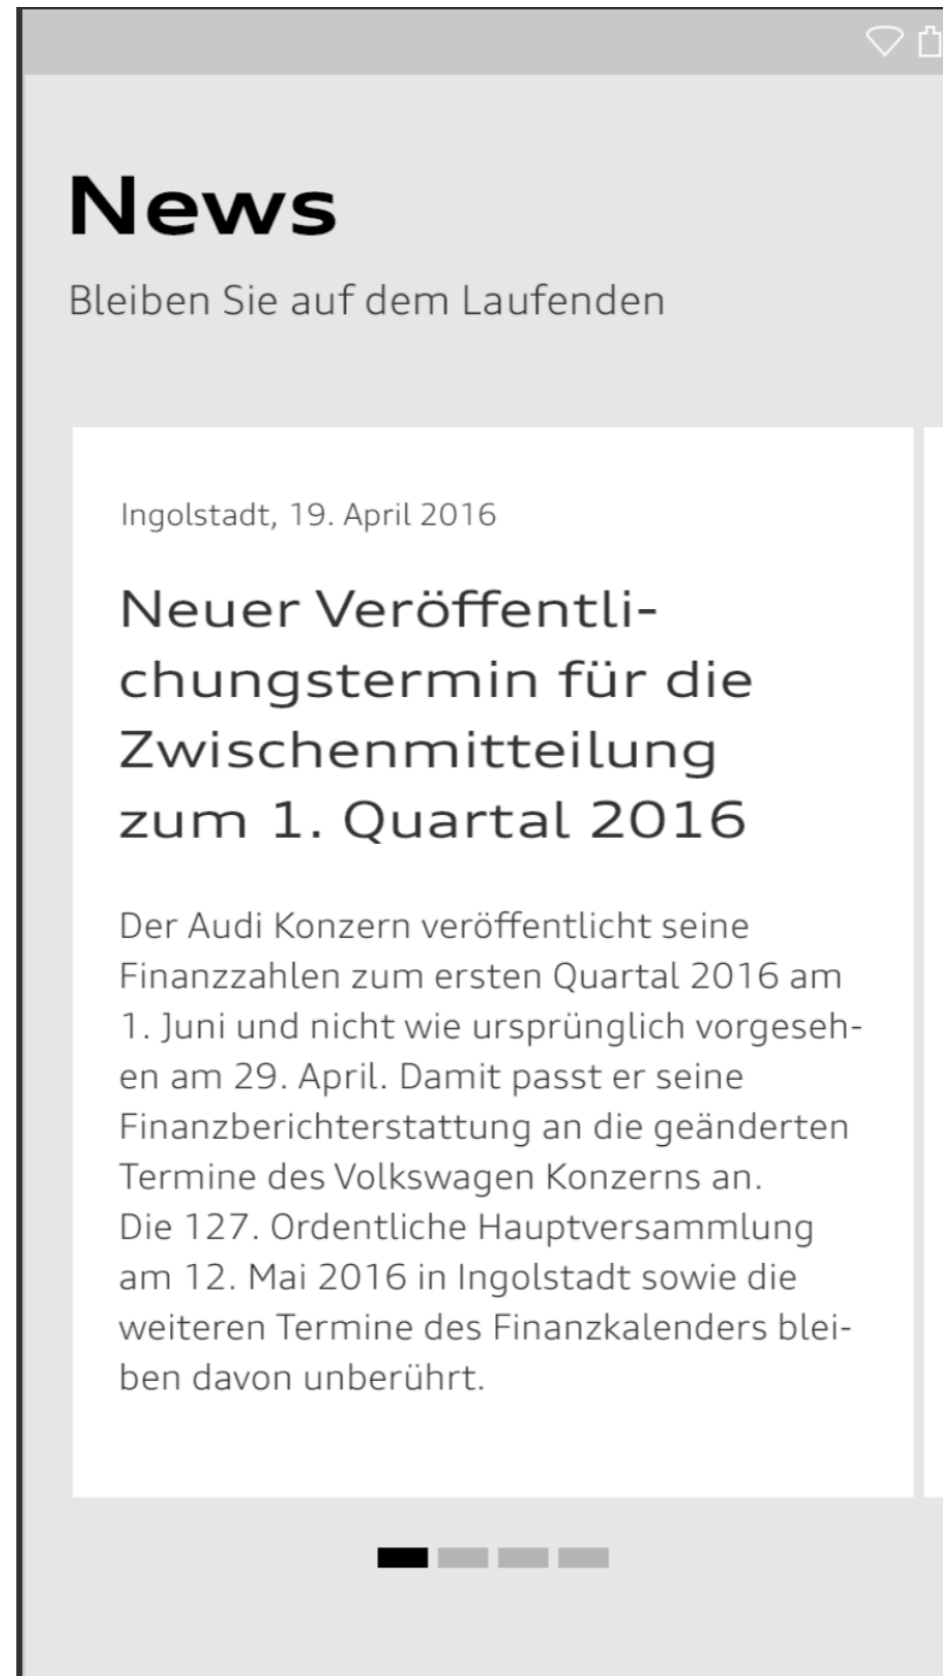 News
Bleiben Sie auf dem Laufenden
Ingolstadt, 19. April 2016
Neuer Veröffentli-
chungstermin für die
Zwischenmitteilung
zum 1. Quartal 2016
Der Audi Konzern veröffentlicht seine
Finanzzahlen zum ersten Quartal 2016 am
1. Juni und nicht wie ursprünglich vorgeseh-
en am 29. April. Damit passt er seine
Finanzberichterstattung an die geänderten
Termine des Volkswagen Konzerns an.
Die 127. Ordentliche Hauptversammlung
am 12. Mai 2016 in Ingolstadt sowie die
weiteren Termine des Finanzkalenders blei-
ben davon unberührt.